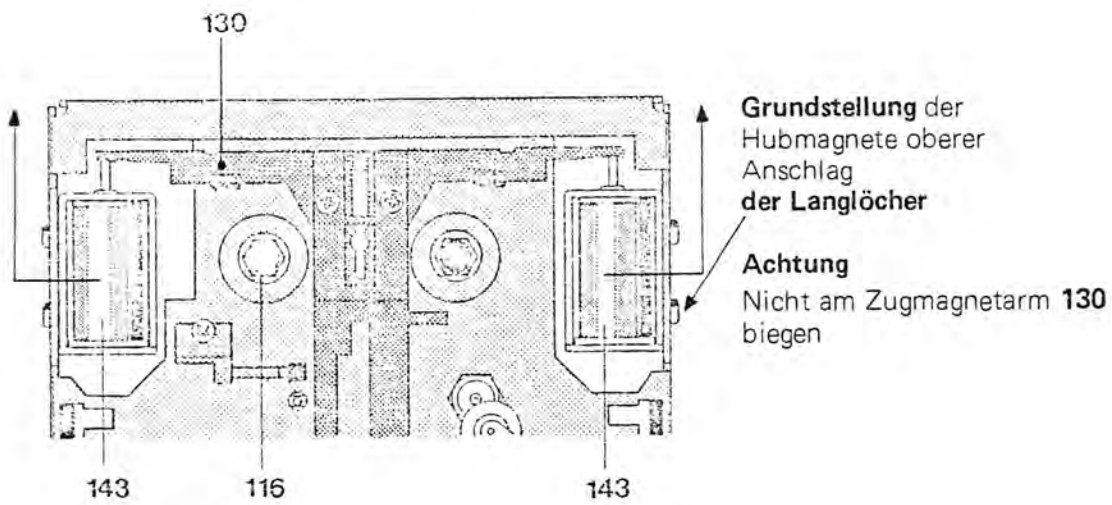 130
Grundstellung der
Hubmagnete oberer
Anschlag
der Langlöcher
Achtung
Nicht am Zugmagnetarm 130
biegen
143
116
143